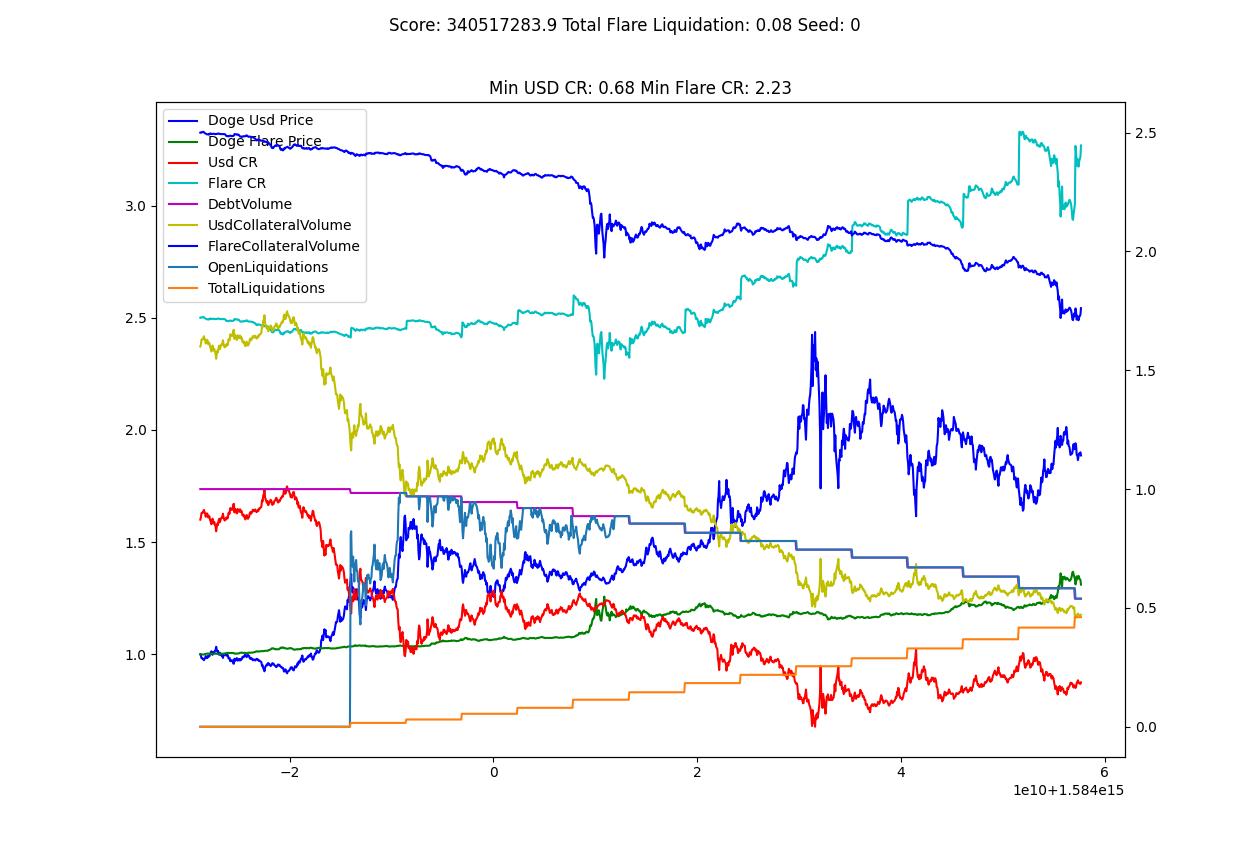 Score: 340517283.9 Total Flare Liquidation: 0.08 Seed: 0
Min USD CR: 0.68 Min Flare CR: 2.23
Doge Usd Price
Doge Flare Price
Usd CR
Flare CR
DebtVolume
UsdCollateralVolume
FlareCollateralVolume
OpenLiquidations
TotalLiquidations
3.0
2.5
2.0
1.5
1.0
2.5
2.0
1.5
1.0
0.5
0.0
−2
0
2
4
6
1e10+1.584e15